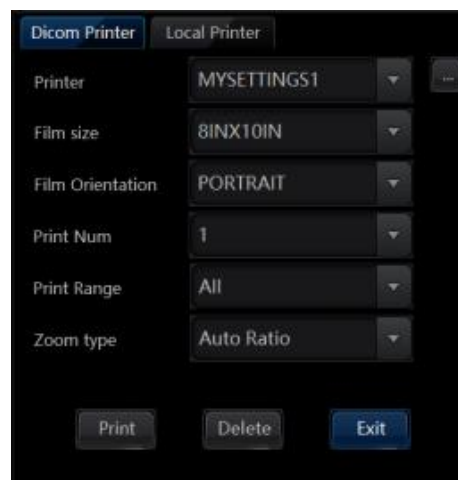 Dicom Printer Local Printer
Printer MYSETTINGS1 ...
Film size 8INX10IN
Film Orientation PORTRAIT
Print Num 1
Print Range All
Zoom type Auto Ratio
Print Delete Exit